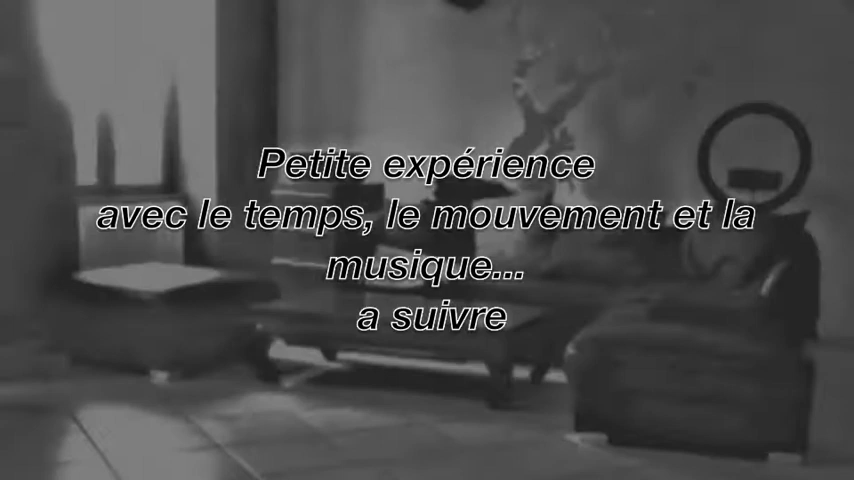 Petite expérience
avec le temps, le mouvement et la
musique...
a suivre